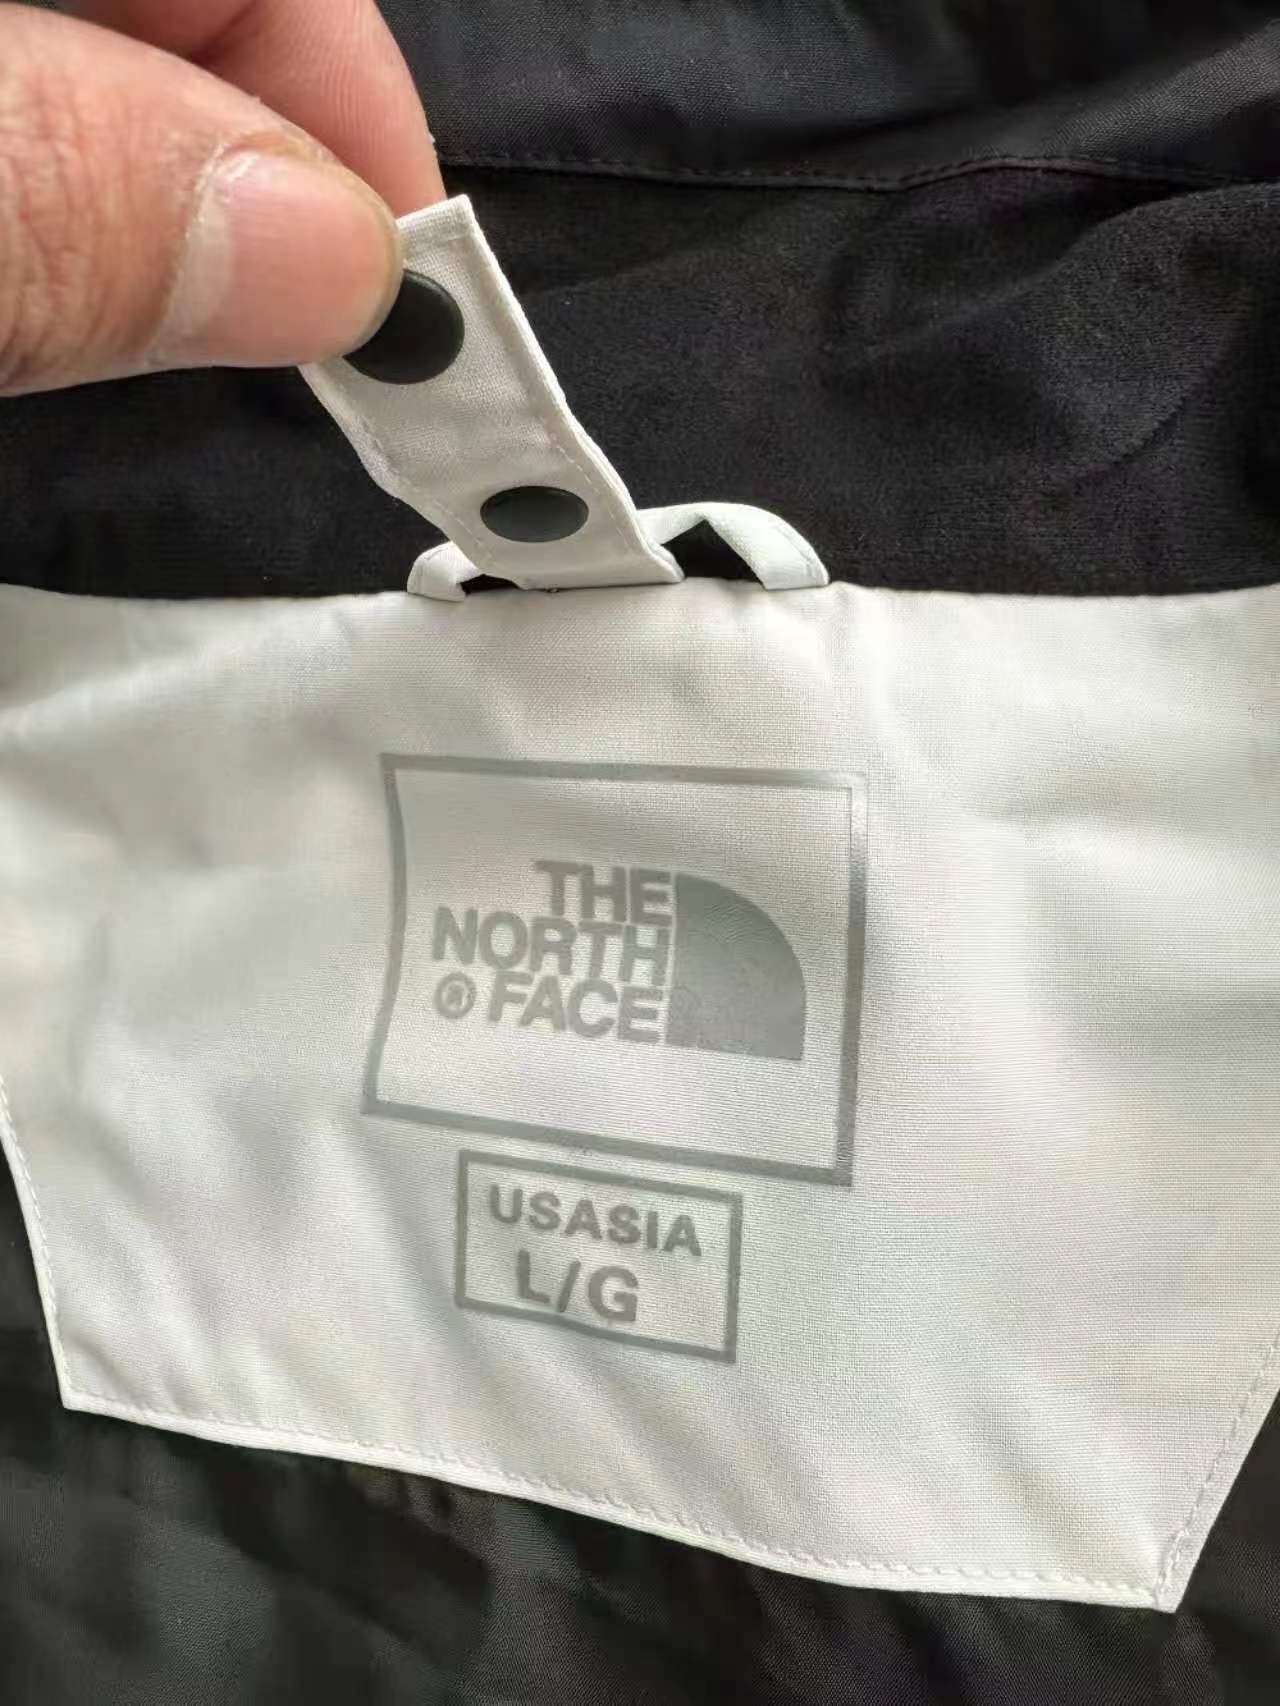 THE
NORTH
® FACE
USASIA
L/G